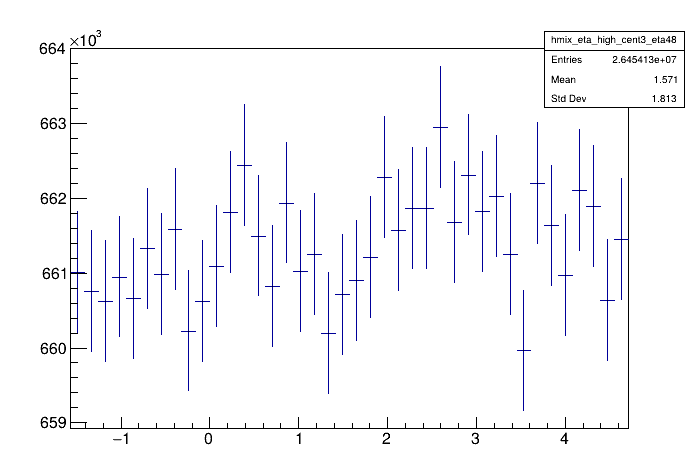 ×10³
hmix_eta_high_cent3_eta48
Entries 2.645413e+07
Mean 1.571
Std Dev 1.813
664
663
662
661
660
659
−1 0 1 2 3 4